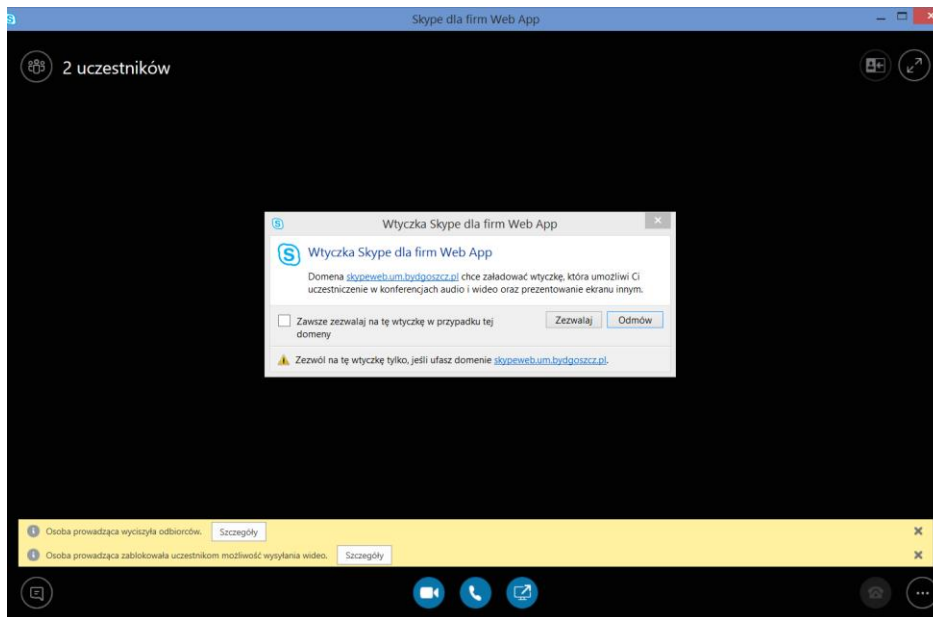 Skype dla firm Web App
2 uczestników
Wtyczka Skype dla firm Web App
Wtyczka Skype dla firm Web App
Domena skypeweb.um.bydgoszcz.pl chce załadować wtyczkę, która umożliwi Ci
uczestniczenie w konferencjach audio i wideo oraz prezentowanie ekranu innym.
Zawsze zezwalaj na tę wtyczkę w przypadku tej
domeny
Zezwalaj
Odmów
Zezwól na tę wtyczkę tylko, jeśli ufasz domenie skypeweb.um.bydgoszcz.pl.
Osoba prowadząca wyciszyła odbiorców. Szczegóły
Osoba prowadząca zablokowała uczestnikom możliwość wysyłania wideo. Szczegóły